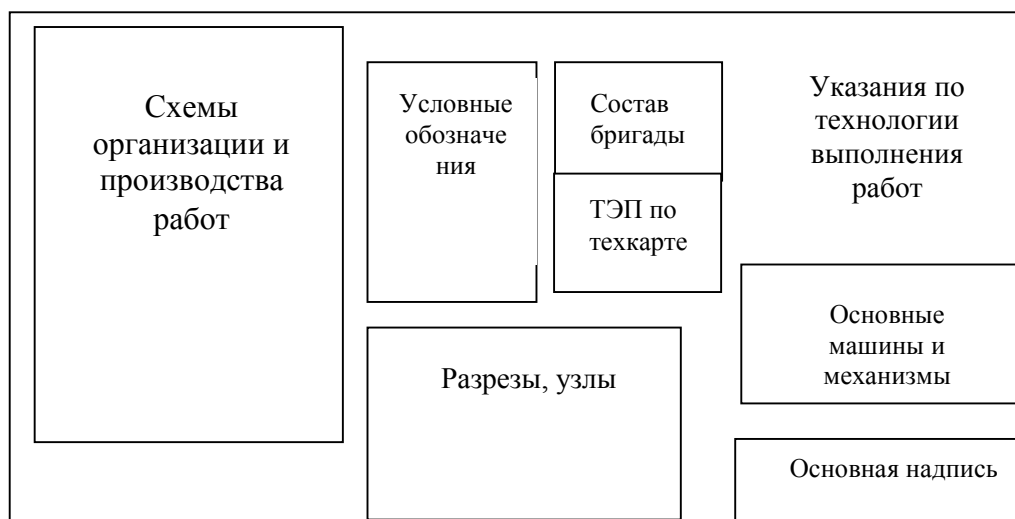 Схемы
организации и
производства
работ
Условные
обозначе
ния
Состав
бригады
ТЭП по
техкарте
Указания по
технологии
выполнения
работ
Разрезы, узлы
Основные
машины и
механизмы
Основная надпись